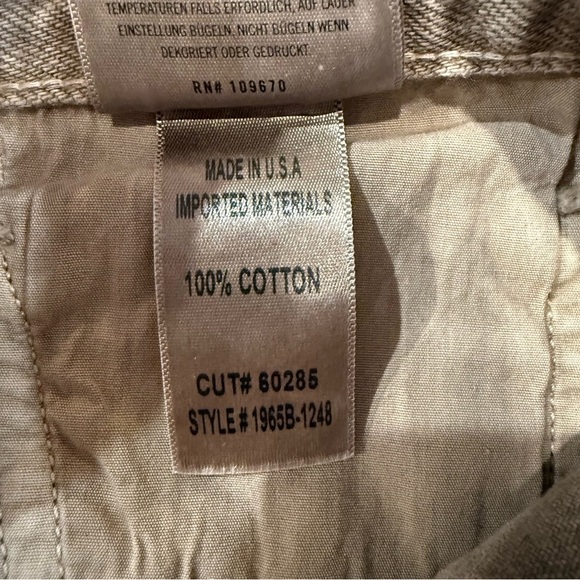 TEMPERATUREN FALLS ERFORDLICH, AUF LAUER
EINSTELLUNG BÜGELN. NICHT BÜGELN WENN
DEKORIERT ODER GEDRUCKT.
RN# 109670
MADE IN U.S.A
IMPORTED MATERIALS
100% COTTON
CUT# 60285
STYLE # 1965B-1248